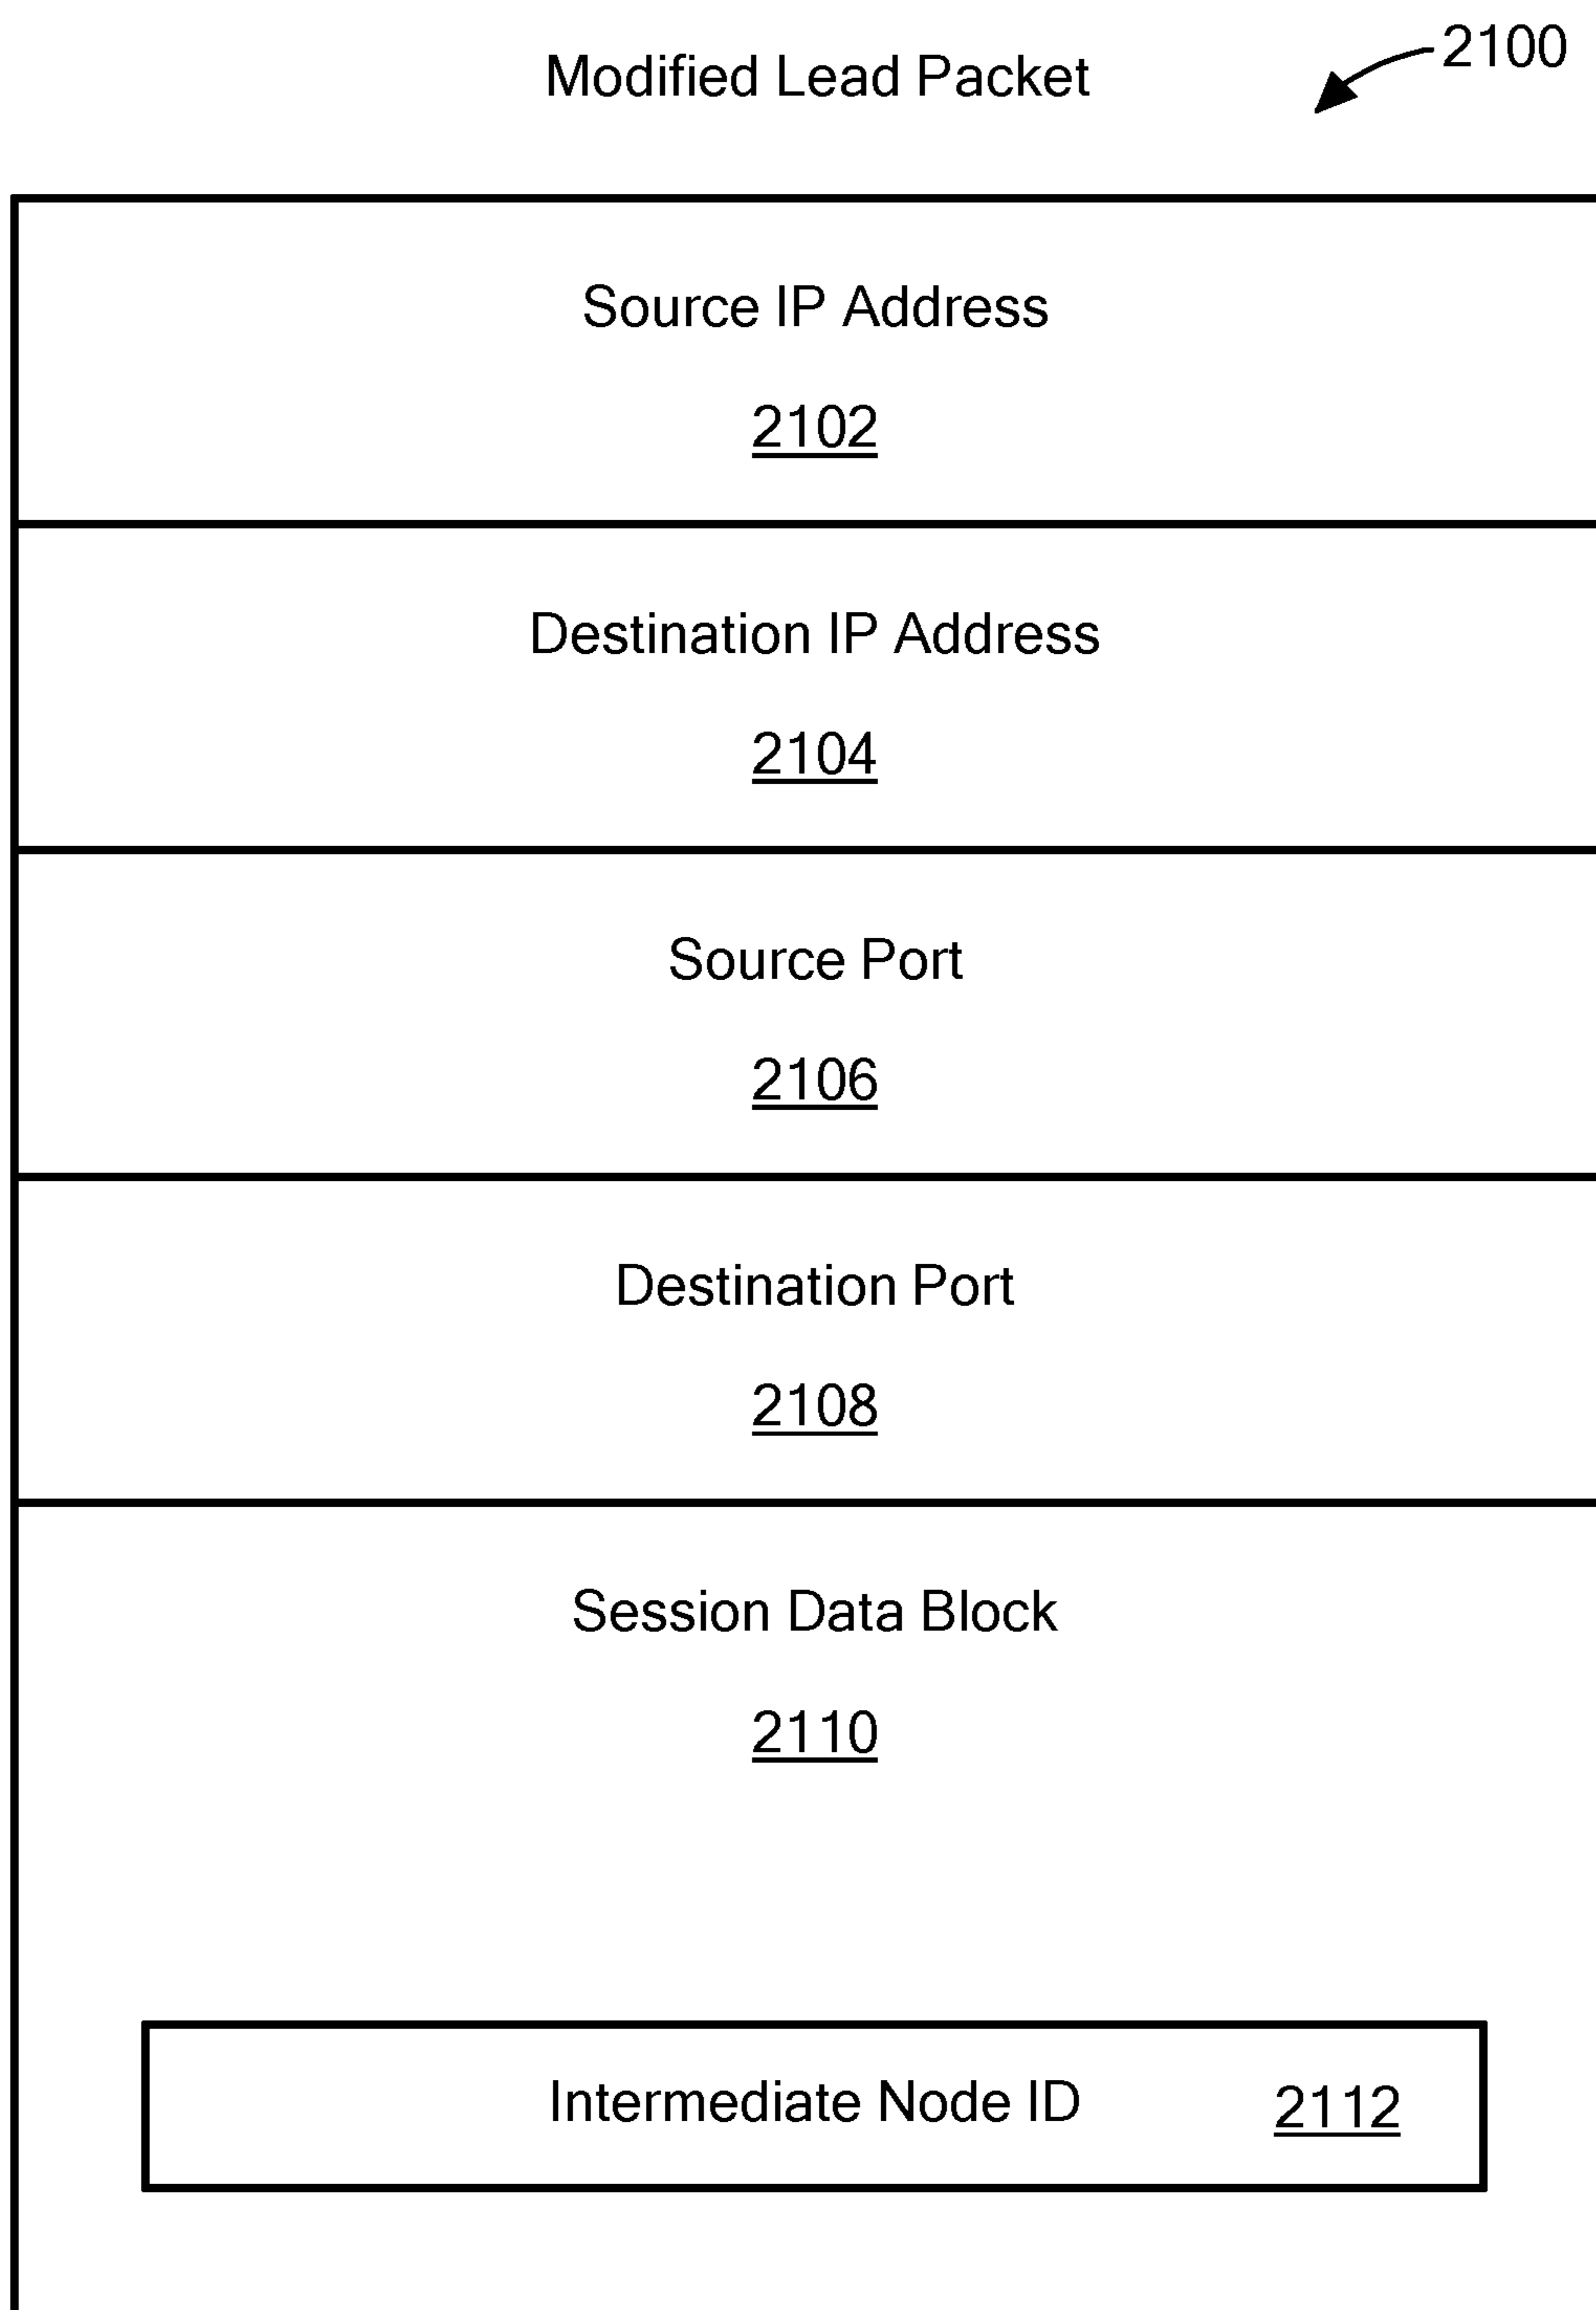 Modified Lead Packet
2100
Source IP Address
2102
Destination IP Address
2104
Source Port
2106
Destination Port
2108
Session Data Block
2110
Intermediate Node ID 2112